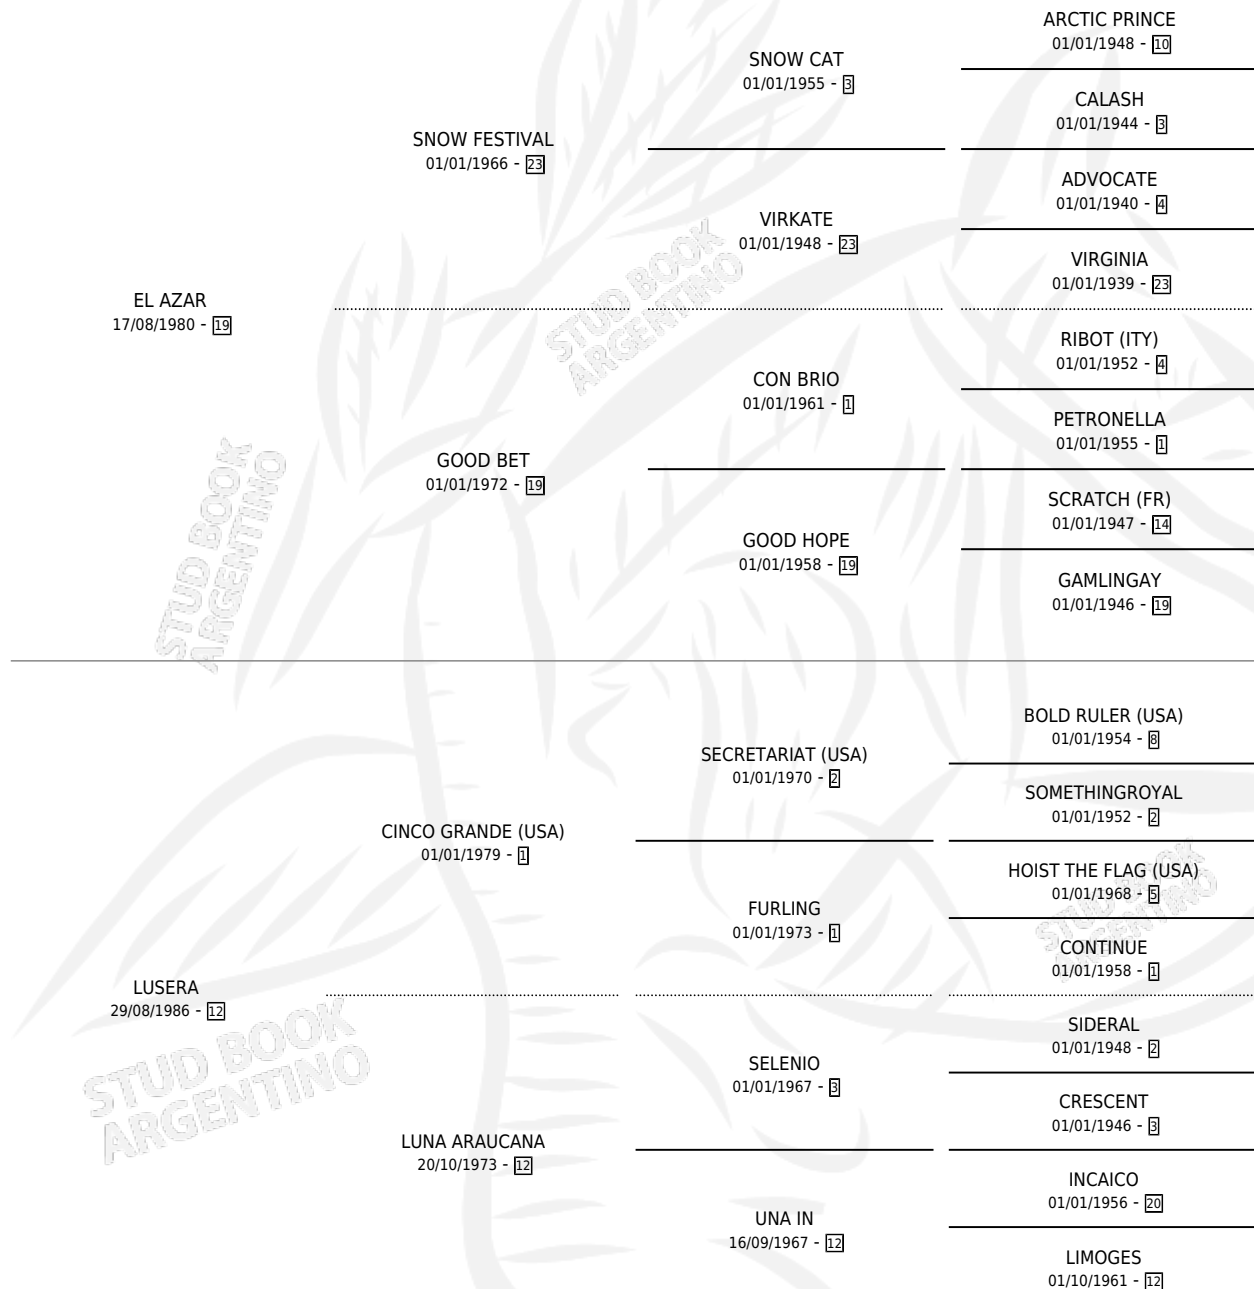 ARCTIC PRINCE
01/01/1948 - 10
SNOW CAT
01/01/1955 - 3
CALASH
01/01/1944 - 3
SNOW FESTIVAL
01/01/1966 - 23
ADVOCATE
01/01/1940 - 4
VIRKATE
01/01/1948 - 23
VIRGINIA
01/01/1939 - 23
EL AZAR
17/08/1980 - 19
RIBOT (ITY)
01/01/1952 - 4
CON BRIO
01/01/1961 - 1
PETRONELLA
01/01/1955 - 1
GOOD BET
01/01/1972 - 19
SCRATCH (FR)
01/01/1947 - 14
GOOD HOPE
01/01/1958 - 19
GAMLINGAY
01/01/1946 - 19
BOLD RULER (USA)
01/01/1954 - 8
SECRETARIAT (USA)
01/01/1970 - 2
SOMETHINGROYAL
01/01/1952 - 2
CINCO GRANDE (USA)
01/01/1979 - 1
HOIST THE FLAG (USA)
01/01/1968 - 5
FURLING
01/01/1973 - 1
CONTINUE
01/01/1958 - 1
LUSERA
29/08/1986 - 12
SIDERAL
01/01/1948 - 2
SELENIO
01/01/1967 - 3
CRESCENT
01/01/1946 - 3
LUNA ARAUCANA
20/10/1973 - 12
INCAICO
01/01/1956 - 20
UNA IN
16/09/1967 - 12
LIMOGES
01/10/1961 - 12
STUD BOOK
ARGENTINO
STUD BOOK
ARGENTINO
STUD BOOK
ARGENTINO
STUD BOOK
ARGENTINO